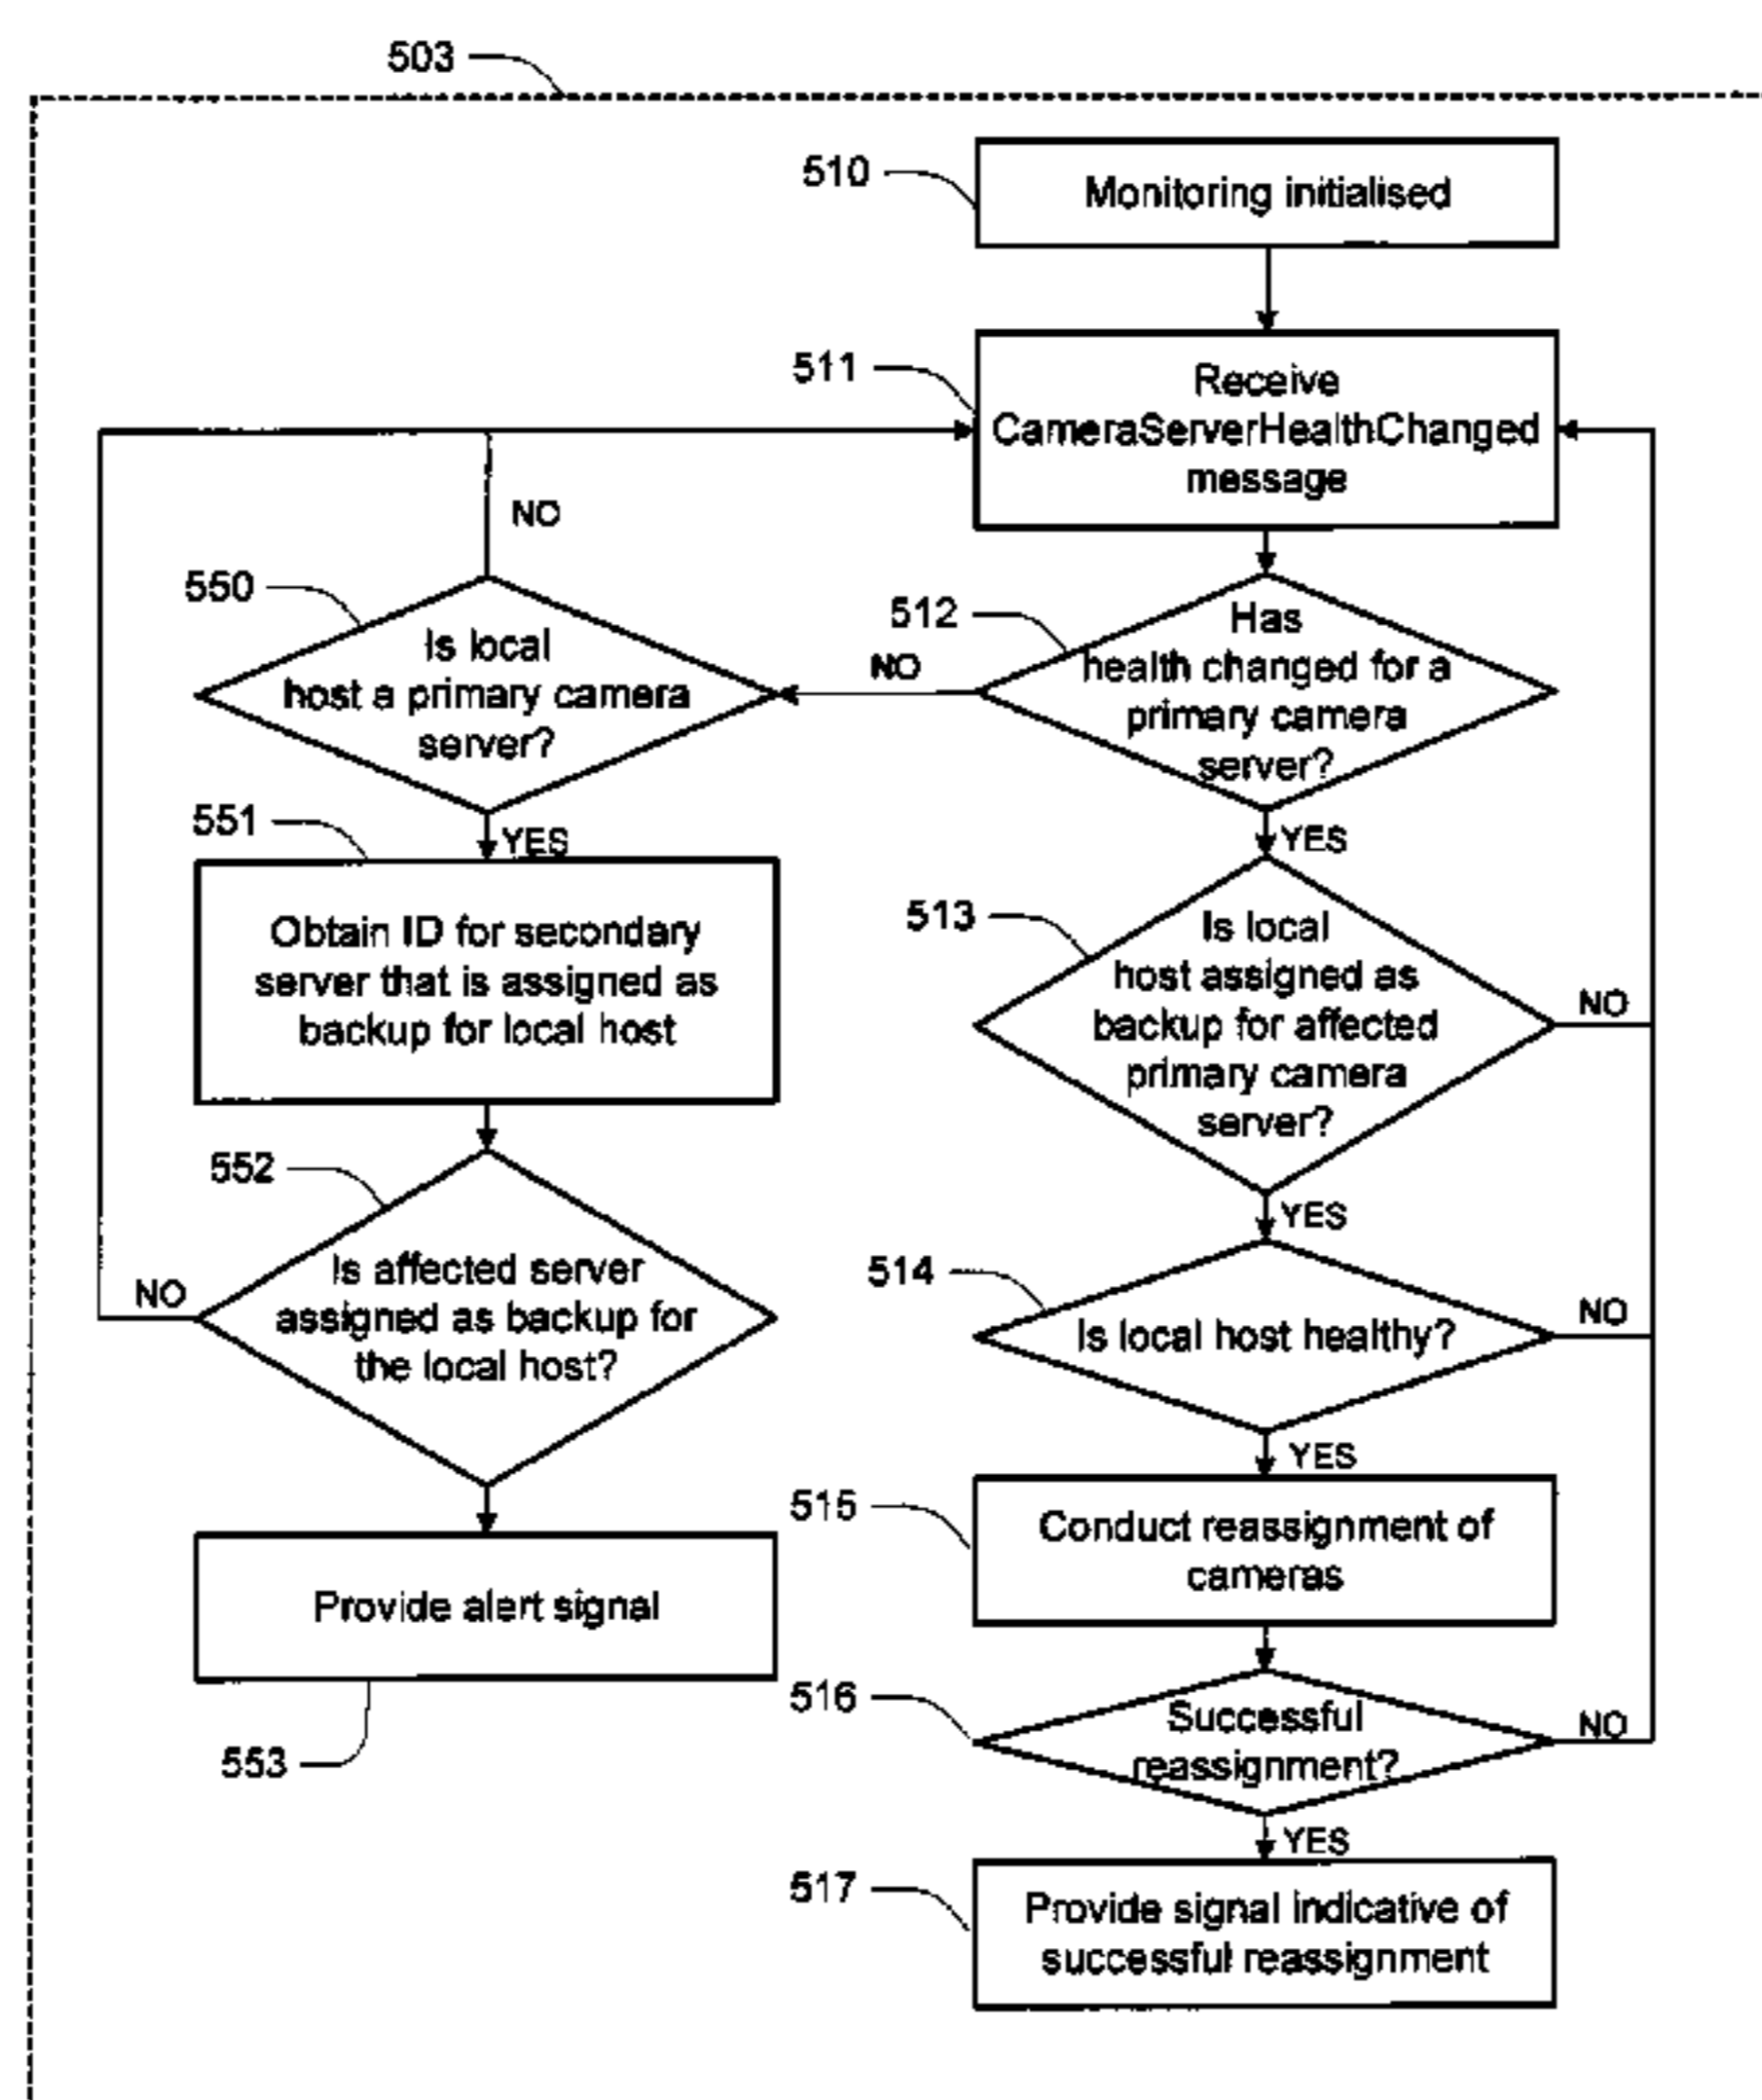 503
510
Monitoring initialised
511
Receive
CameraServerHealthChanged
message
NO
550
Is local
host a primary camera
server?
512
Has
health changed for a
primary camera
server?
NO
YES
YES
551
Obtain ID for secondary
server that is assigned as
backup for local host
513
Is local
host assigned as
backup for affected
primary camera
server?
NO
YES
552
Is affected server
assigned as backup for
the local host?
NO
514
Is local host healthy?
NO
YES
515
Conduct reassignment of
cameras
Provide alert signal
553
516
Successful
reassignment?
NO
YES
517
Provide signal indicative of
successful reassignment